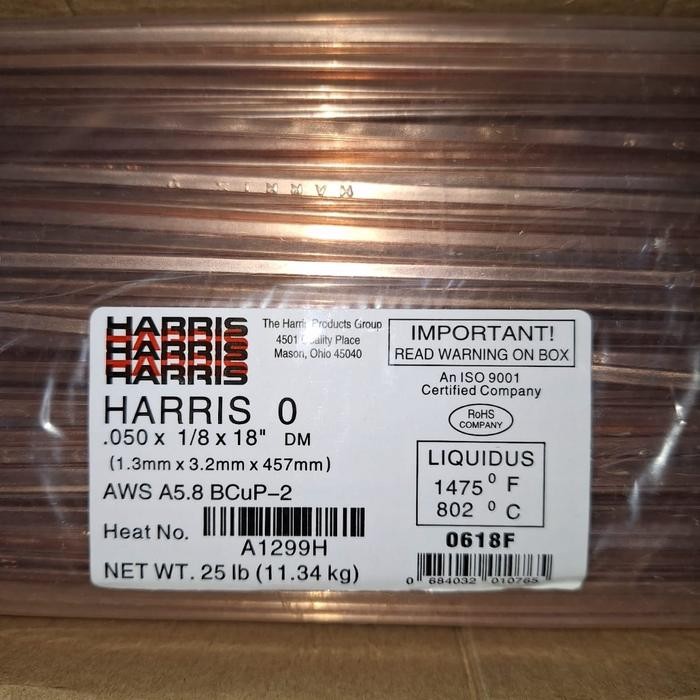 HARRIS
HARRIS
HARRIS
HARRIS
The Harris Products Group
4501 Quality Place
Mason, Ohio 45040
IMPORTANT!
READ WARNING ON BOX
An ISO 9001
Certified Company
RoHS
COMPANY
HARRIS 0
.050 x 1/8 x 18" DM
(1.3mm x 3.2mm x 457mm)
AWS A5.8 BCuP-2
LIQUIDUS
1475 ° F
802 ° C
Heat No.
A1299H
NET WT. 25 lb (11.34 kg)
0618F
0 684032 010765